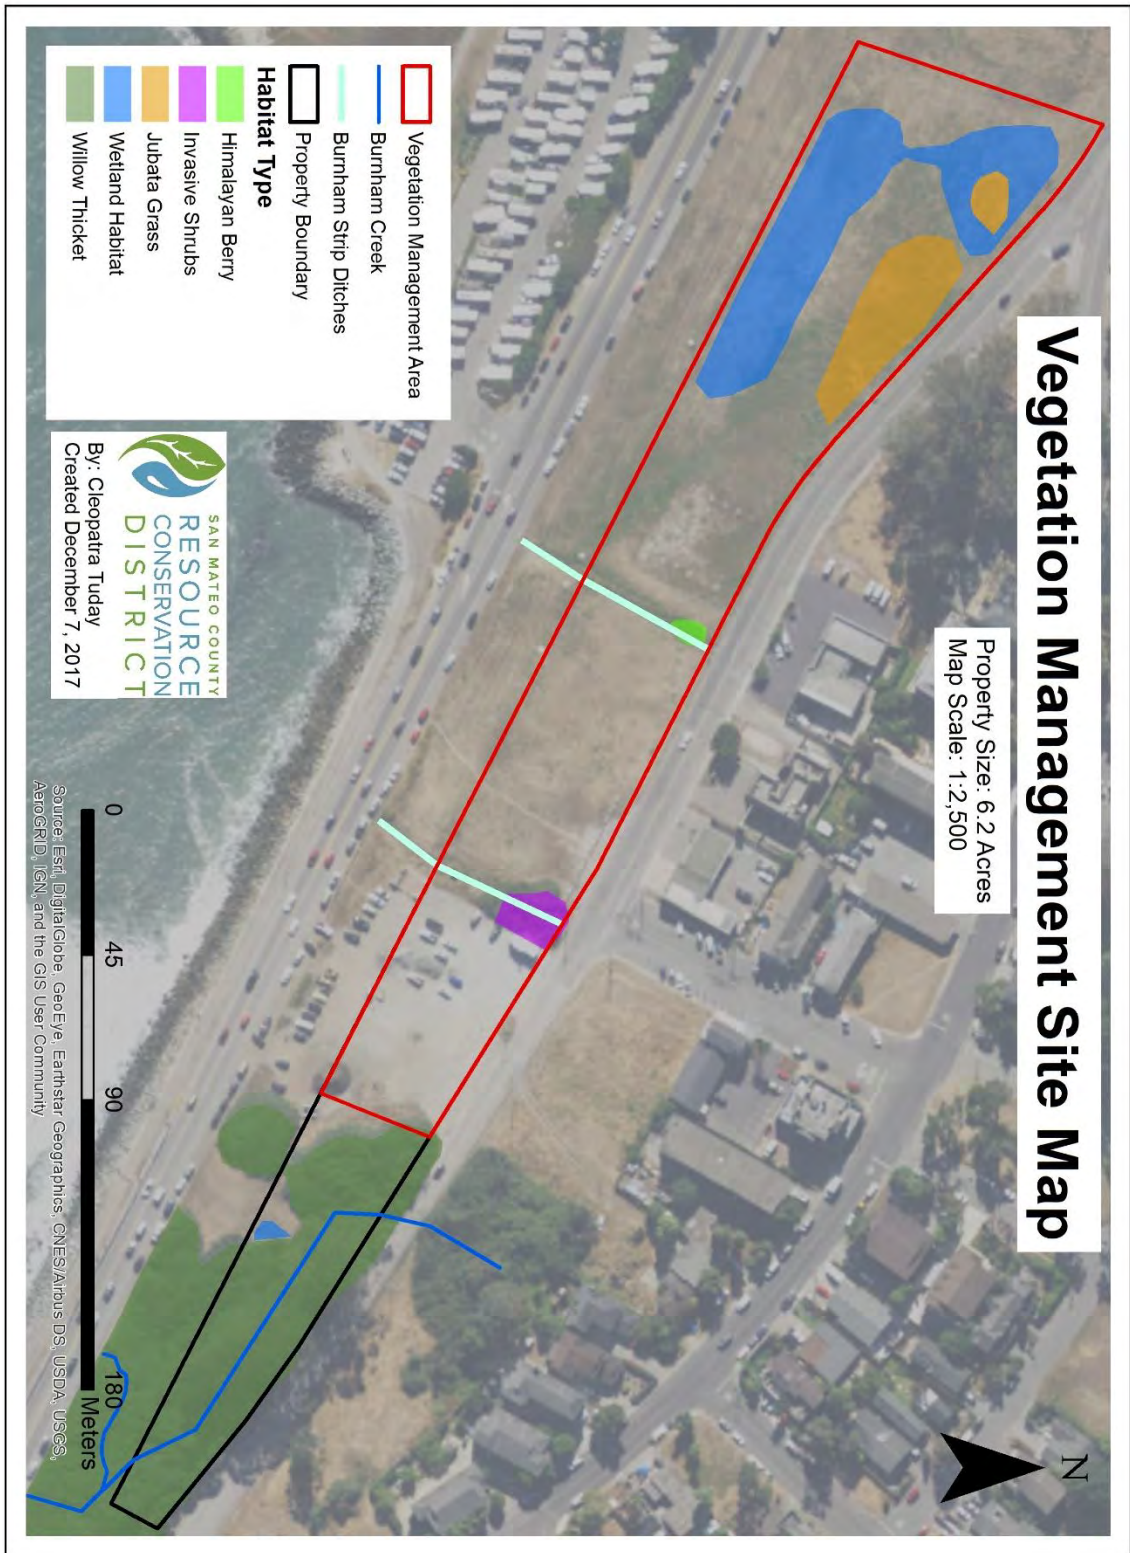 Vegetation Management Site Map
Property Size: 6.2 Acres
Map Scale: 1:2,500
N
Vegetation Management Area
Burnham Creek
Burnham Strip Ditches
Property Boundary
Habitat Type
Himalayan Berry
Invasive Shrubs
Jubata Grass
Wetland Habitat
Willow Thicket
SAN MATEO COUNTY
RESOURCE
CONSERVATION
DISTRICT
By: Cleopatra Tuday
Created December 7, 2017
0 45 90 180
Meters
Source: Esri, DigitalGlobe, GeoEye, Earthstar Geographics, CNES/Airbus DS, USDA, USGS,
AeroGRID, IGN, and the GIS User Community